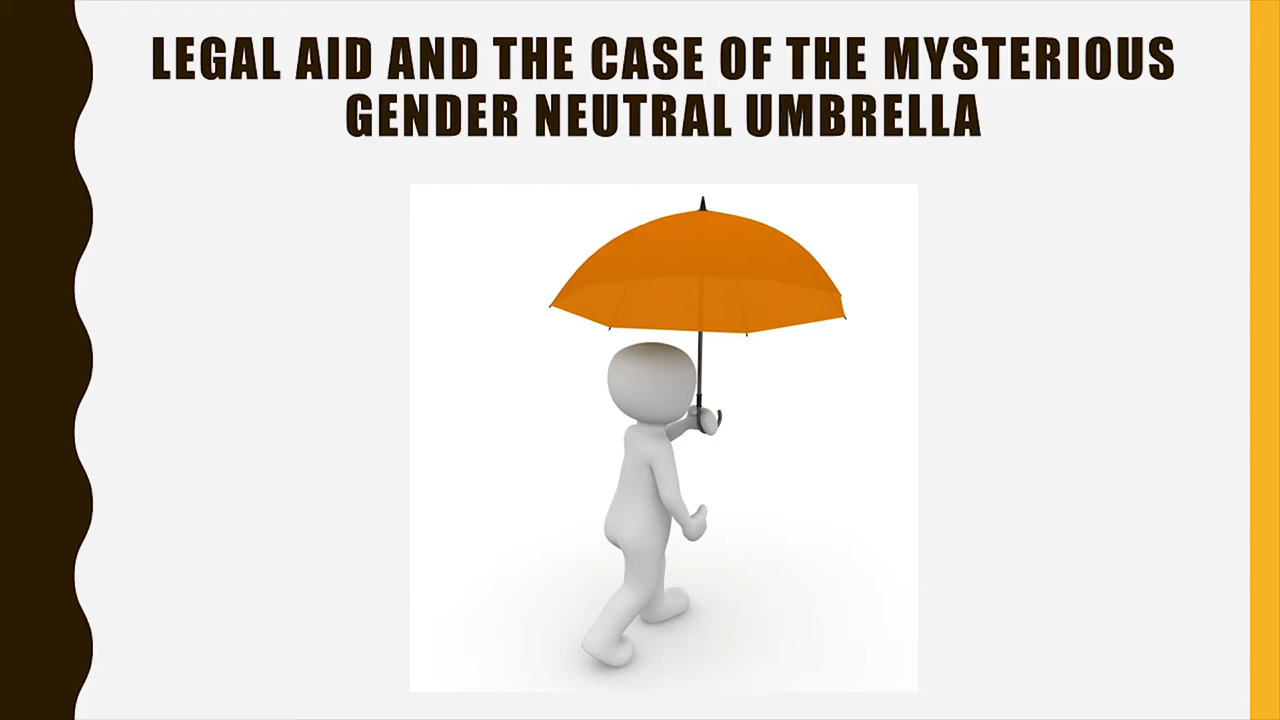 LEGAL AID AND THE CASE OF THE MYSTERIOUS
GENDER NEUTRAL UMBRELLA